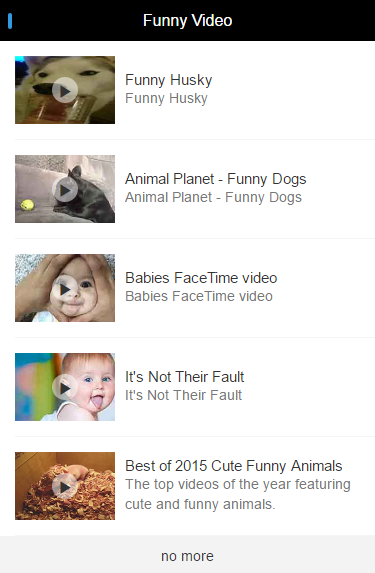 Funny Video
Funny Husky
Funny Husky
Animal Planet - Funny Dogs
Animal Planet - Funny Dogs
Babies FaceTime video
Babies FaceTime video
It's Not Their Fault
It's Not Their Fault
Best of 2015 Cute Funny Animals
The top videos of the year featuring
cute and funny animals.
no more